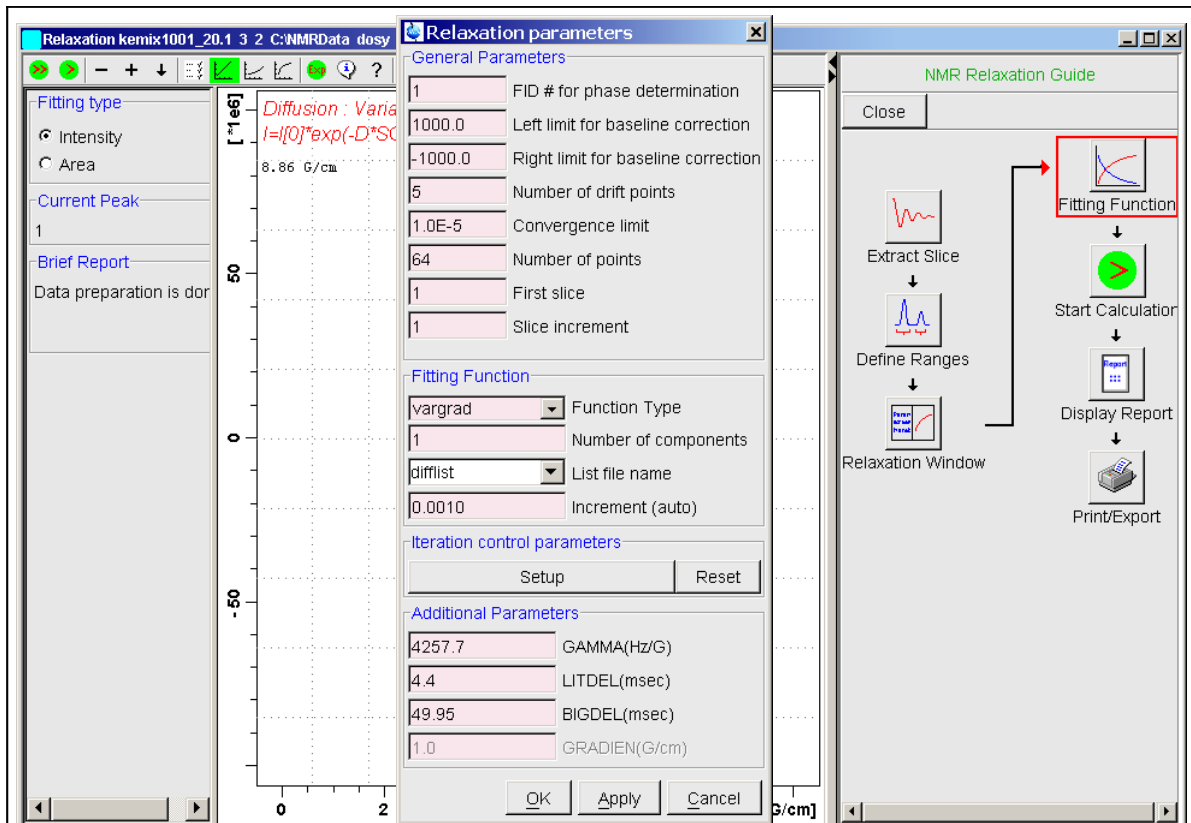 Relaxation kemix1001_20.1 3 2 C:\NMRData dosy
Fitting type
Intensity
Area
Current Peak
1
Brief Report
Data preparation is dor
[*1e6]
50
0
-50
Diffusion : Varia
I=I[0]*exp(-D*SQ
8.86 G/cm
0
2
G/cm]
Relaxation parameters
General Parameters
1 FID # for phase determination
1000.0 Left limit for baseline correction
-1000.0 Right limit for baseline correction
5 Number of drift points
1.0E-5 Convergence limit
64 Number of points
1 First slice
1 Slice increment
Fitting Function
vargrad Function Type
1 Number of components
difflist List file name
0.0010 Increment (auto)
Iteration control parameters
Setup Reset
Additional Parameters
4257.7 GAMMA(Hz/G)
4.4 LITDEL(msec)
49.95 BIGDEL(msec)
1.0 GRADIEN(G/cm)
OK Apply Cancel
NMR Relaxation Guide
Close
Extract Slice
Define Ranges
Relaxation Window
Fitting Function
Start Calculation
Report
Display Report
Print/Export
Exp
?